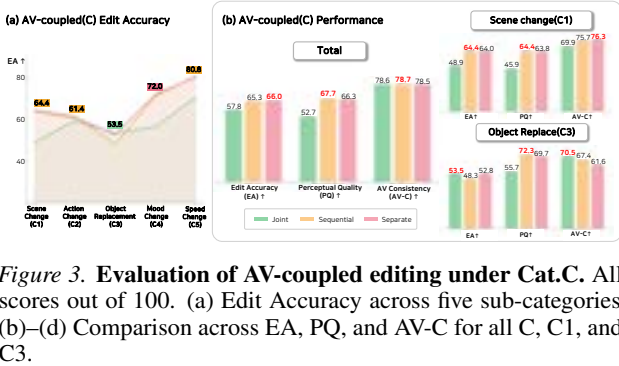 (a) AV-coupled(C) Edit Accuracy
EA ↑
80
60
40
64.4
61.4
53.5
72.0
80.8
Scene Change (C1)
Action Change (C2)
Object Replacement (C3)
Mood Change (C4)
Speed Change (C5)
(b) AV-coupled(C) Performance
Total
57.8 65.3 66.0
52.7 67.7 66.3
78.6 78.7 78.5
Edit Accuracy (EA) ↑
Perceptual Quality (PQ) ↑
AV Consistency (AV-C) ↑
Joint Sequential Separate
Scene change(C1)
48.9 64.4 64.0
45.9 64.4 63.8
69.9 75.7 76.3
EA↑ PQ↑ AV-C↑
Object Replace(C3)
53.5 48.3 52.8
55.7 72.3 69.7
70.5 67.4 61.6
EA↑ PQ↑ AV-C↑
Figure 3. Evaluation of AV-coupled editing under Cat.C. All
scores out of 100. (a) Edit Accuracy across five sub-categories
(b)–(d) Comparison across EA, PQ, and AV-C for all C, C1, and
C3.